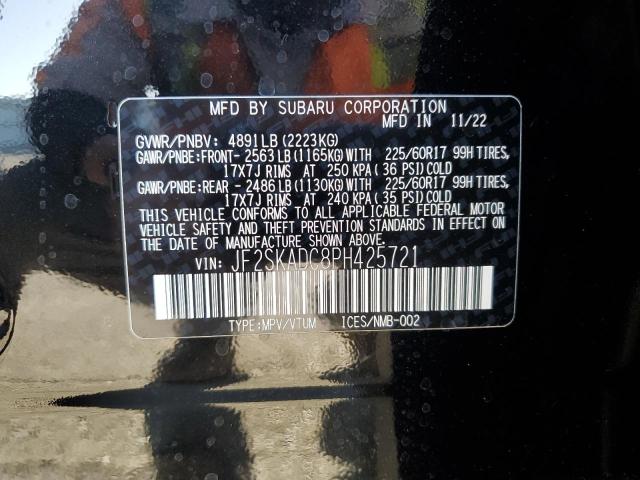 MFD BY SUBARU CORPORATION
MFD IN 11/22
GVWR/PNBV: 4891LB (2223KG)
GAWR/PNBE:FRONT- 2563LB(1165KG)WITH 225/60R17 99H TIRES,
17X7J RIMS AT 250 KPA (36 PSI)COLD
GAWR/PNBE:REAR - 2486LB(1130KG)WITH 225/60R17 99H TIRES,
17X7J RIMS AT 240 KPA (35 PSI)COLD
THIS VEHICLE CONFORMS TO ALL APPLICABLE FEDERAL MOTOR
VEHICLE SAFETY AND THEFT PREVENTION STANDARDS IN EFFECT ON
THE DATE OF MANUFACTURE SHOWN ABOVE.
VIN: JF2SKADC8PH425721
TYPE:MPV/VTUM ICES/NMB-002